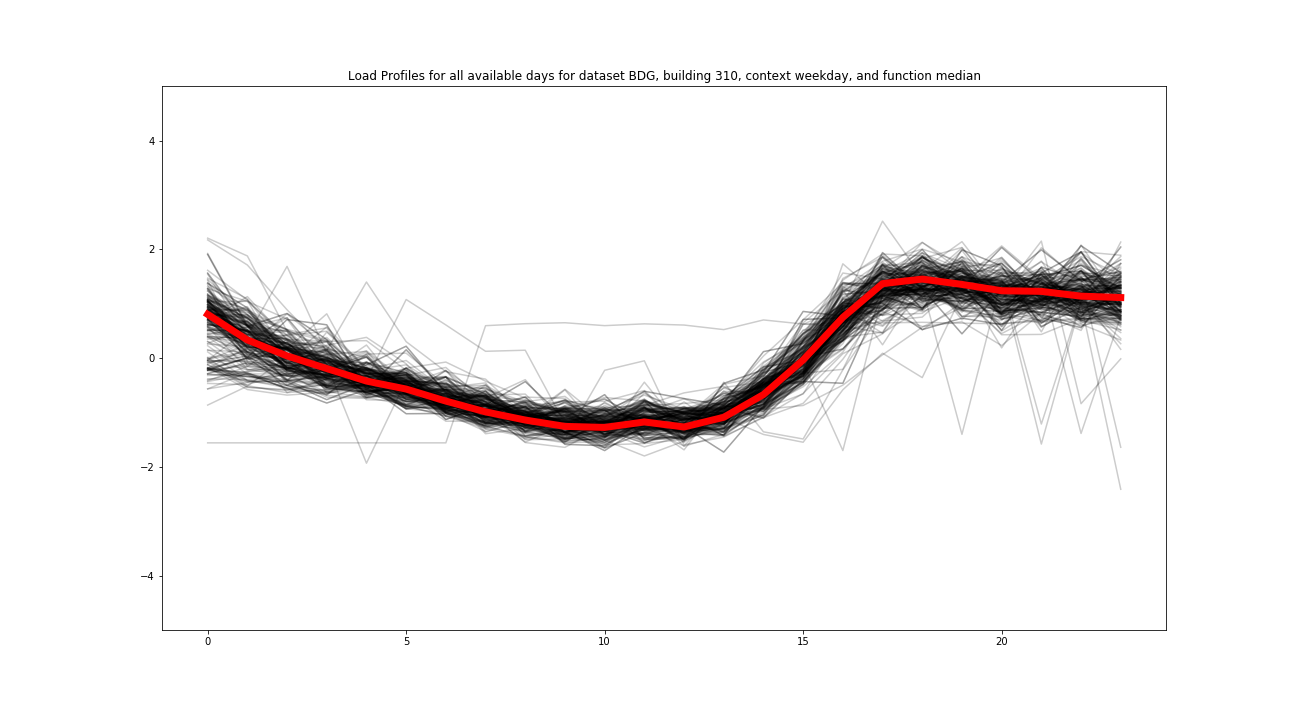 Load Profiles for all available days for dataset BDG, building 310, context weekday, and function median
4
2
0
−2
−4
0 5 10 15 20